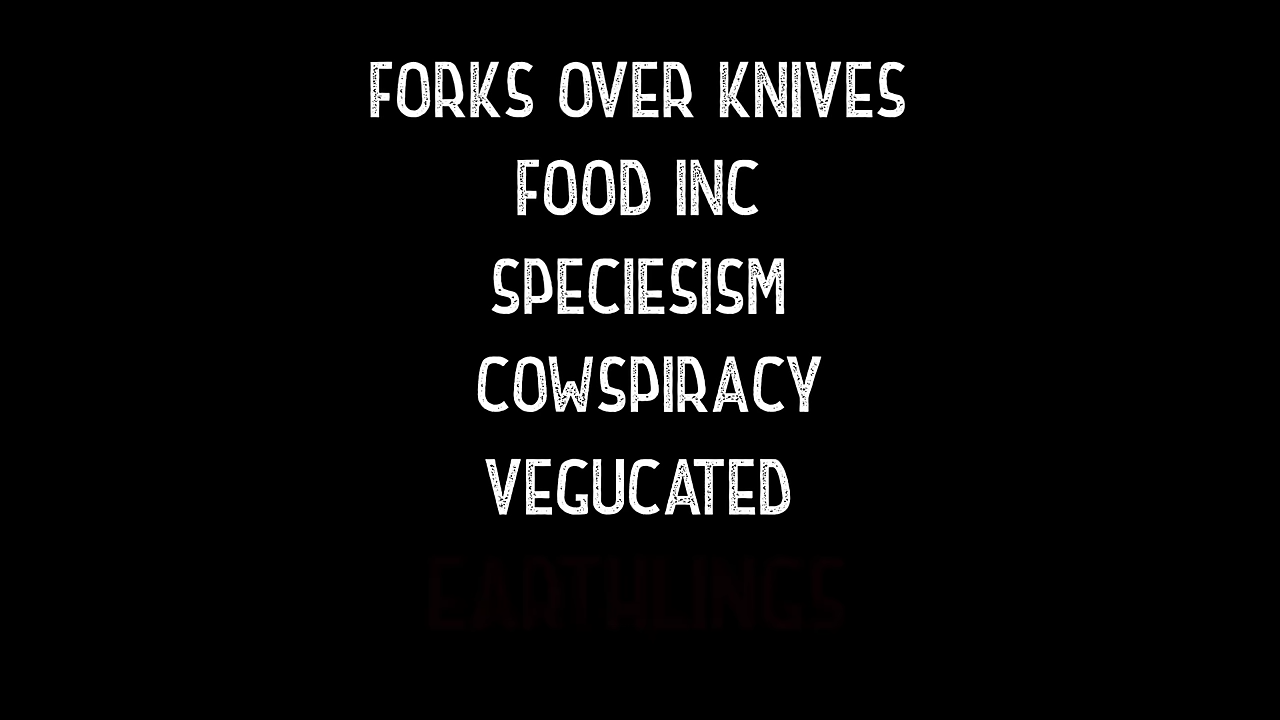 FORKS OVER KNIVES
FOOD INC
SPECIESISM
COWSPIRACY
VEGUCATED
EARTHLINGS